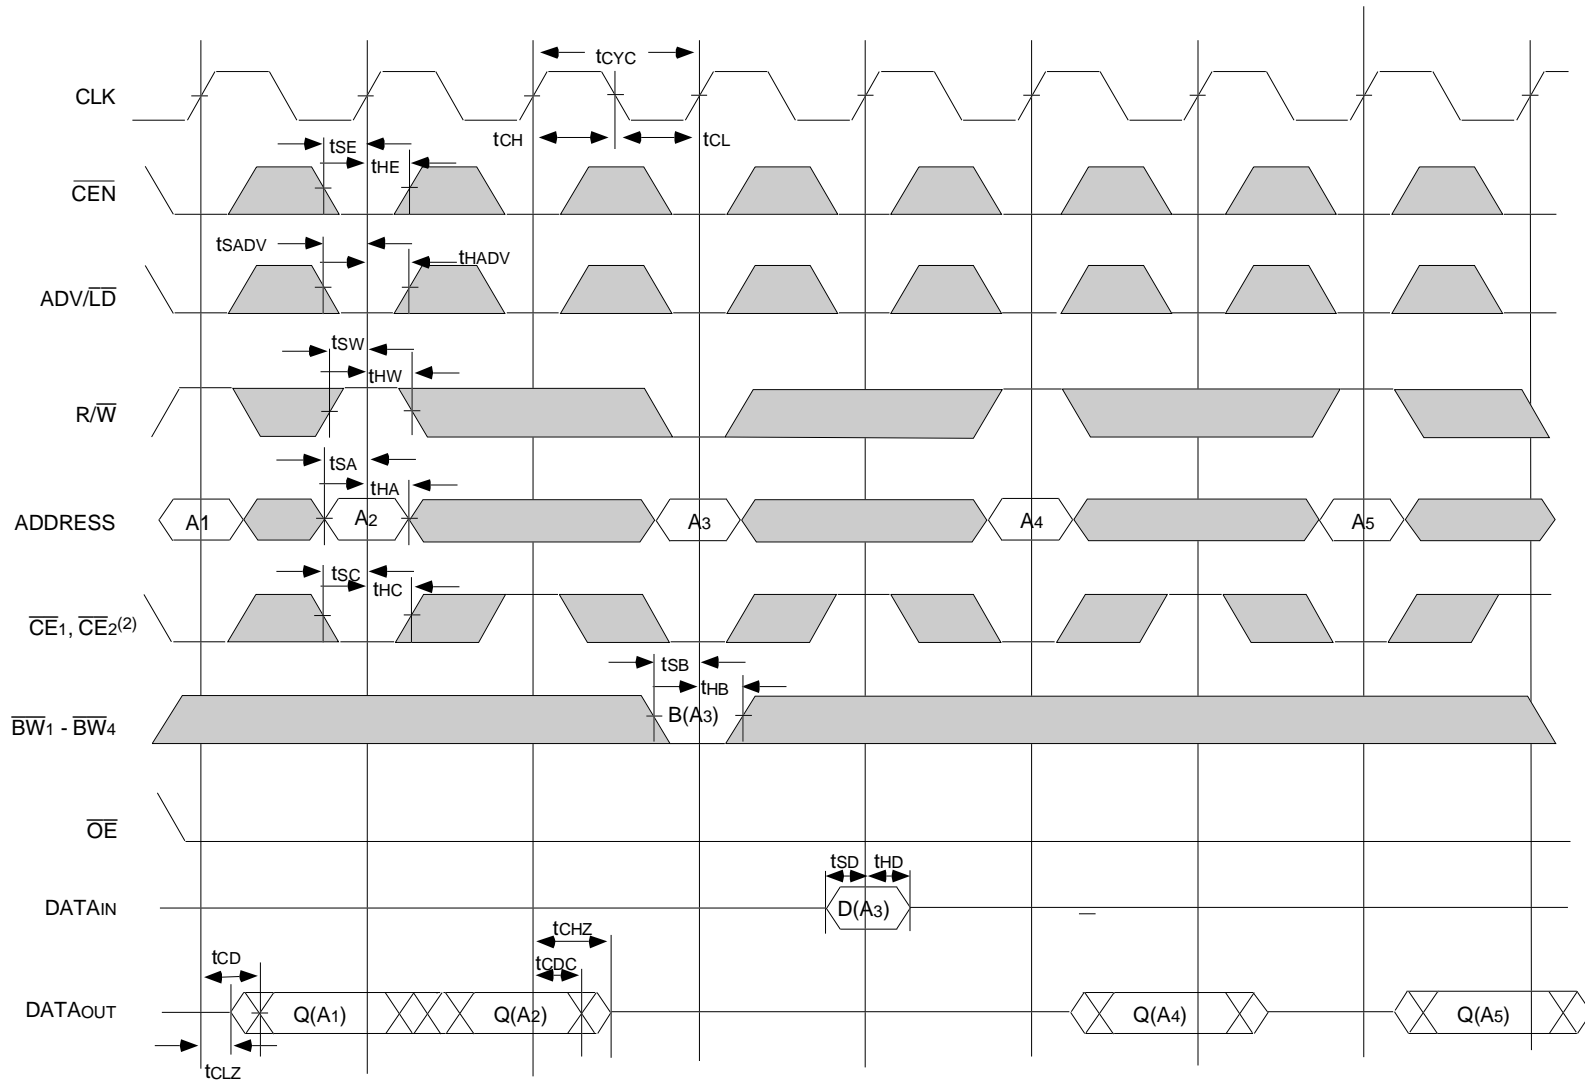 tCYC
CLK
tCH
tCL
tSE
tHE
CEN
tSADV
tHADV
ADV/LD
tSW
tHW
R/W
tSA
tHA
ADDRESS
A1
A2
A3
A4
A5
tSC
tHC
CE1, CE2(2)
tSB
tHB
B(A3)
BW1 - BW4
OE
tSD
tHD
DATAIN
D(A3)
tCHZ
tCD
tCDC
DATAOUT
Q(A1)
Q(A2)
Q(A4)
Q(A5)
tCLZ